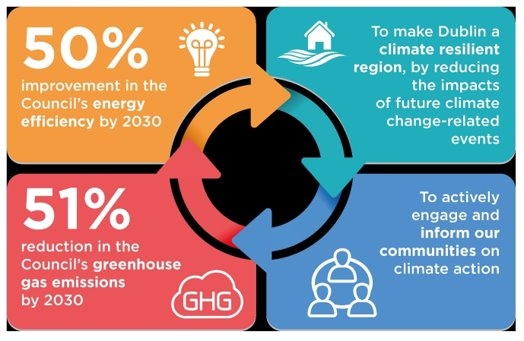 50%
improvement in the
Council's energy
efficiency by 2030
To make Dublin a
climate resilient
region, by reducing
the impacts
of future climate
change-related
events
51%
reduction in the
Council's greenhouse
gas emissions
by 2030
GHG
To actively
engage and
inform our
communities on
climate action